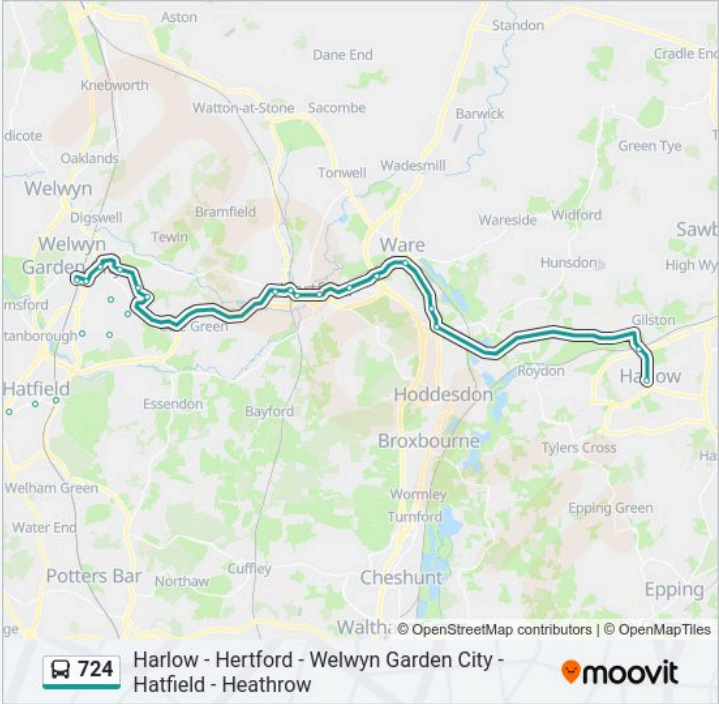 Aston
Standon
Dane End
Cradle End
Knebworth
Watton-at-Stone
Sacombe
Barwick
dicote
Green Tye
Oaklands
Tonwell
Wadesmill
Welwyn
Digswell
Bramfield
Wareside
Widford
Tewin
Sawb
Welwyn
Garden
Ware
Hunsdon
High Wy
msford
Green
Gilston
tanborough
Roydon
Harlow
Hatfield
Essendon
Bayford
Hoddesdon
Broxbourne
Tylers Cross
Ha
Welham Green
Wormley
Turnford
Epping Green
Water End
Potters Bar
Northaw
Cuffley
Cheshunt
Epping
ge
Waltha
© OpenStreetMap contributors | © OpenMapTiles
724
Harlow - Hertford - Welwyn Garden City -
Hatfield - Heathrow
moovit